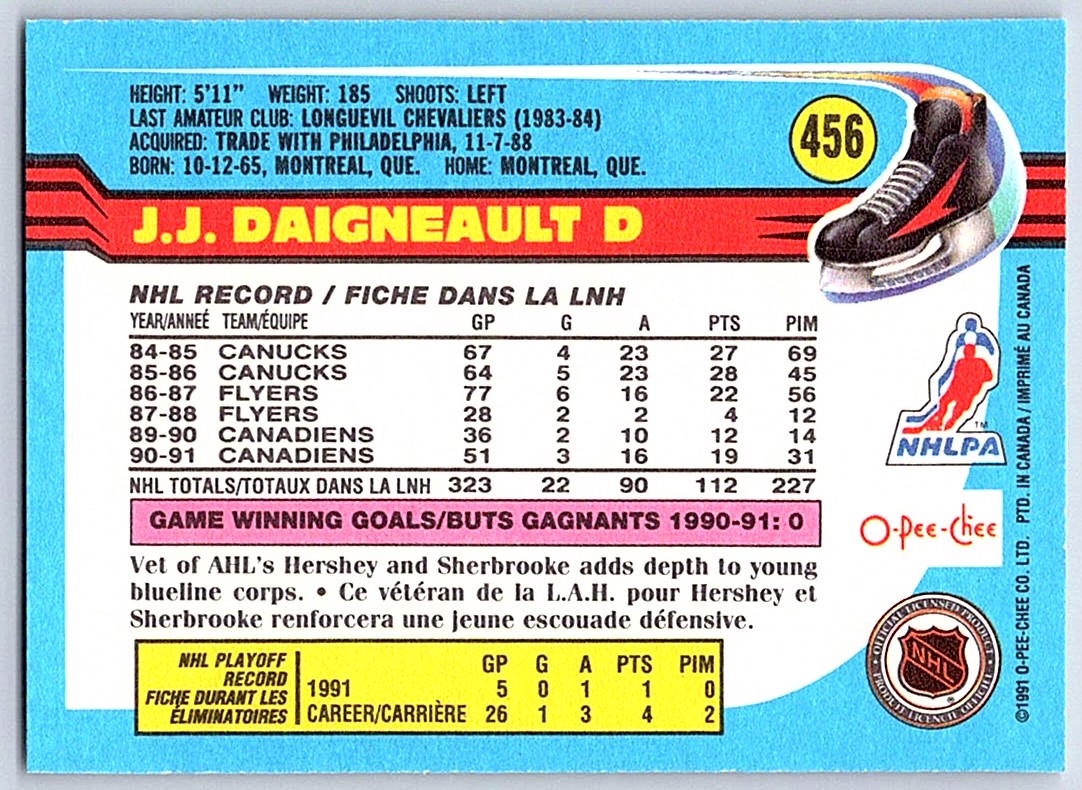 HEIGHT: 5'11" WEIGHT: 185 SHOOTS: LEFT
LAST AMATEUR CLUB: LONGUEVIL CHEVALIERS (1983-84)
ACQUIRED: TRADE WITH PHILADELPHIA, 11-7-88
BORN: 10-12-65, MONTREAL, QUE. HOME: MONTREAL, QUE.
456
J.J. DAIGNEAULT D
NHL RECORD / FICHE DANS LA LNH
YEAR/ANNEÉ TEAM/ÉQUIPE GP G A PTS PIM
84-85 CANUCKS 67 4 23 27 69
85-86 CANUCKS 64 5 23 28 45
86-87 FLYERS 77 6 16 22 56
87-88 FLYERS 28 2 2 4 12
89-90 CANADIENS 36 2 10 12 14
90-91 CANADIENS 51 3 16 19 31
NHL TOTALS/TOTAUX DANS LA LNH 323 22 90 112 227
GAME WINNING GOALS/BUTS GAGNANTS 1990-91: 0
Vet of AHL's Hershey and Sherbrooke adds depth to young
blueline corps. • Ce vétéran de la L.A.H. pour Hershey et
Sherbrooke renforcera une jeune escouade défensive.
NHL PLAYOFF
RECORD
FICHE DURANT LES
ÉLIMINATOIRES
GP G A PTS PIM
1991 5 0 1 1 0
CAREER/CARRIÈRE 26 1 3 4 2
TM
NHLPA
O-Pee-Chee
OFFICIAL LICENSED PRODUCT
NHL
PRODUIT LICENCIÉ OFFICIEL
©1991 O-PEE-CHEE CO. LTD. PTD. IN CANADA / IMPRIMÉ AU CANADA